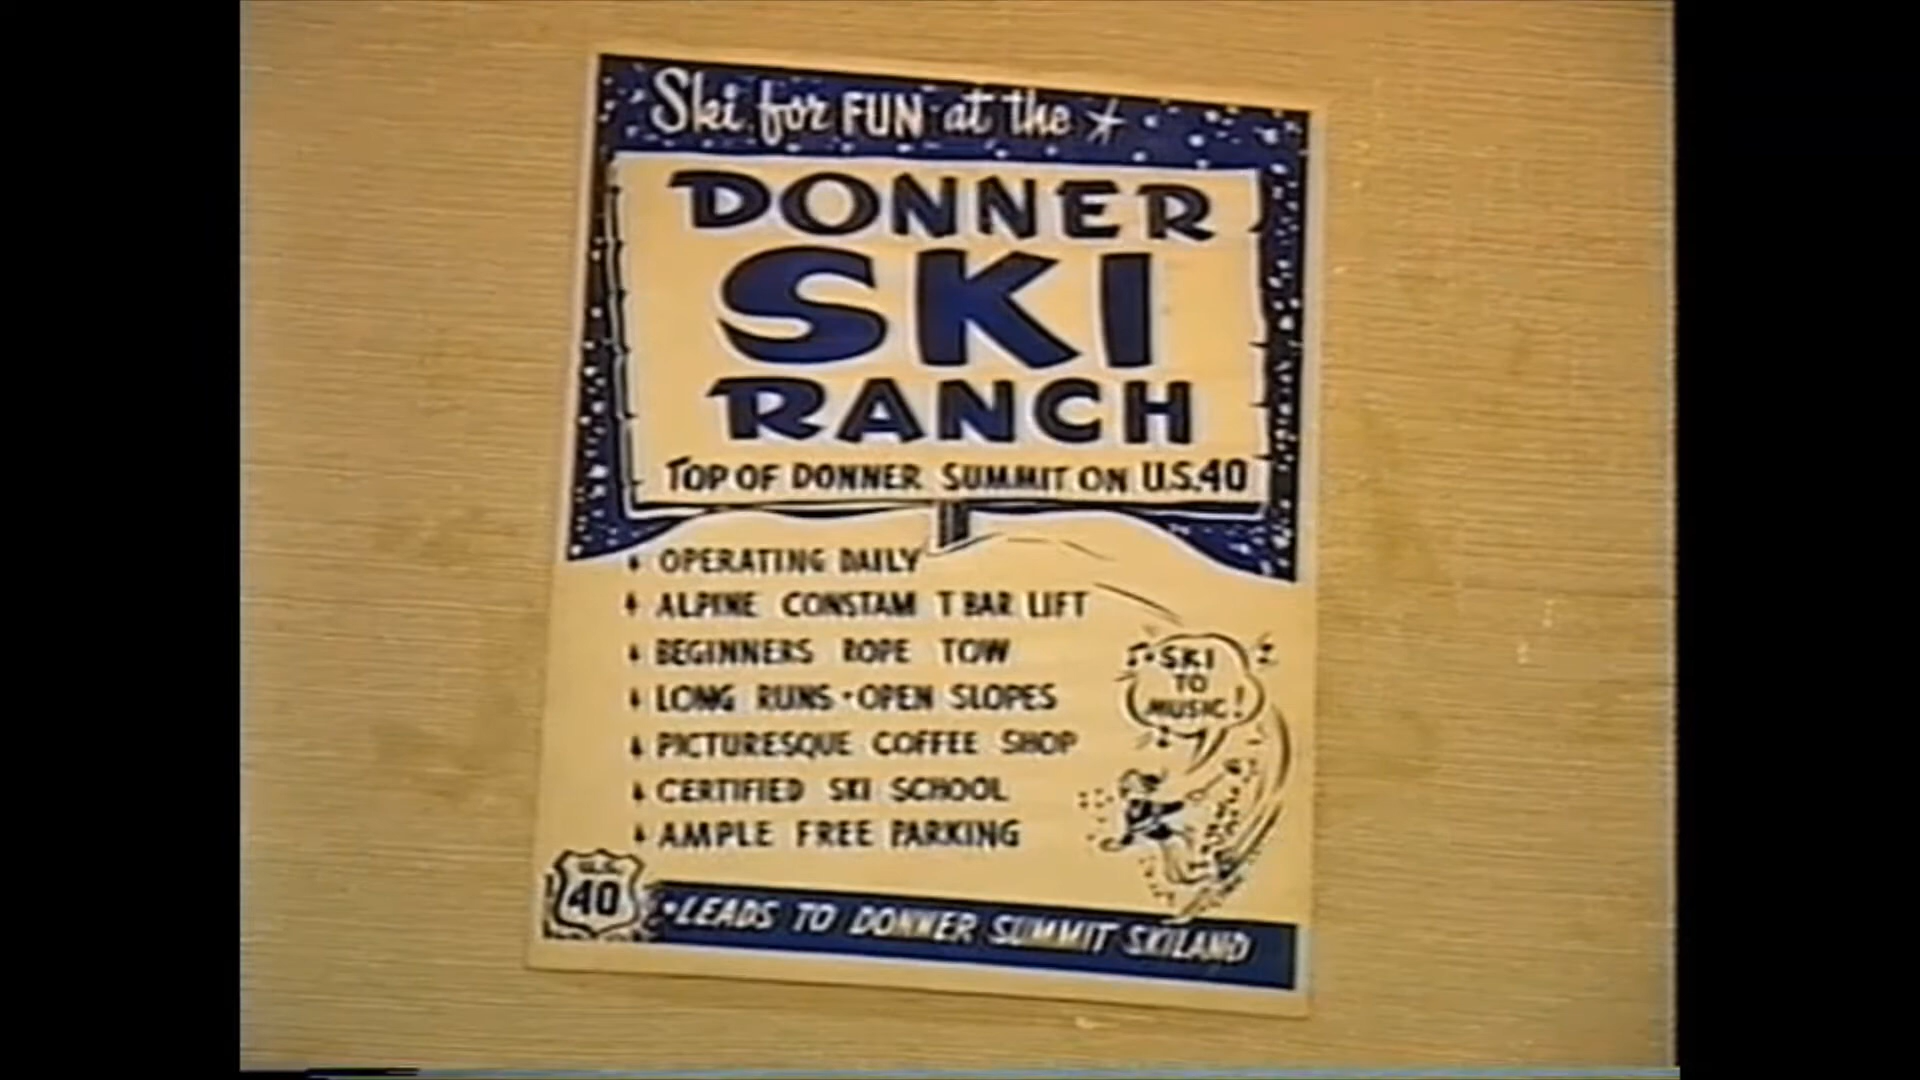 Ski for FUN at the
DONNER
SKI
RANCH
TOP OF DONNER SUMMIT ON U.S.40
OPERATING DAILY
ALPINE CONSTAM T BAR LIFT
BEGINNERS ROPE TOW
LONG RUNS • OPEN SLOPES
PICTURESQUE COFFEE SHOP
CERTIFIED SKI SCHOOL
AMPLE FREE PARKING
SKI
TO
MUSIC!
U.S.
40
• LEADS TO DONNER SUMMIT SKILAND